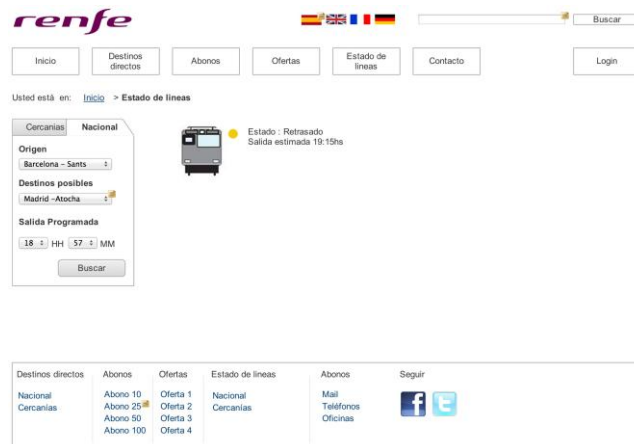 renfe
Buscar
Inicio
Destinos directos
Abonos
Ofertas
Estado de lineas
Contacto
Login
Usted está en: Inicio > Estado de lineas
Cercanias Nacional
Origen
Barcelona - Sants
Destinos posibles
Madrid -Atocha
Salida Programada
18 HH 57 MM
Buscar
Estado : Retrasado
Salida estimada 19:15hs
Destinos directos
Nacional
Cercanias
Abonos
Abono 10
Abono 25
Abono 50
Abono 100
Ofertas
Oferta 1
Oferta 2
Oferta 3
Oferta 4
Estado de lineas
Nacional
Cercanias
Abonos
Mail
Teléfonos
Oficinas
Seguir